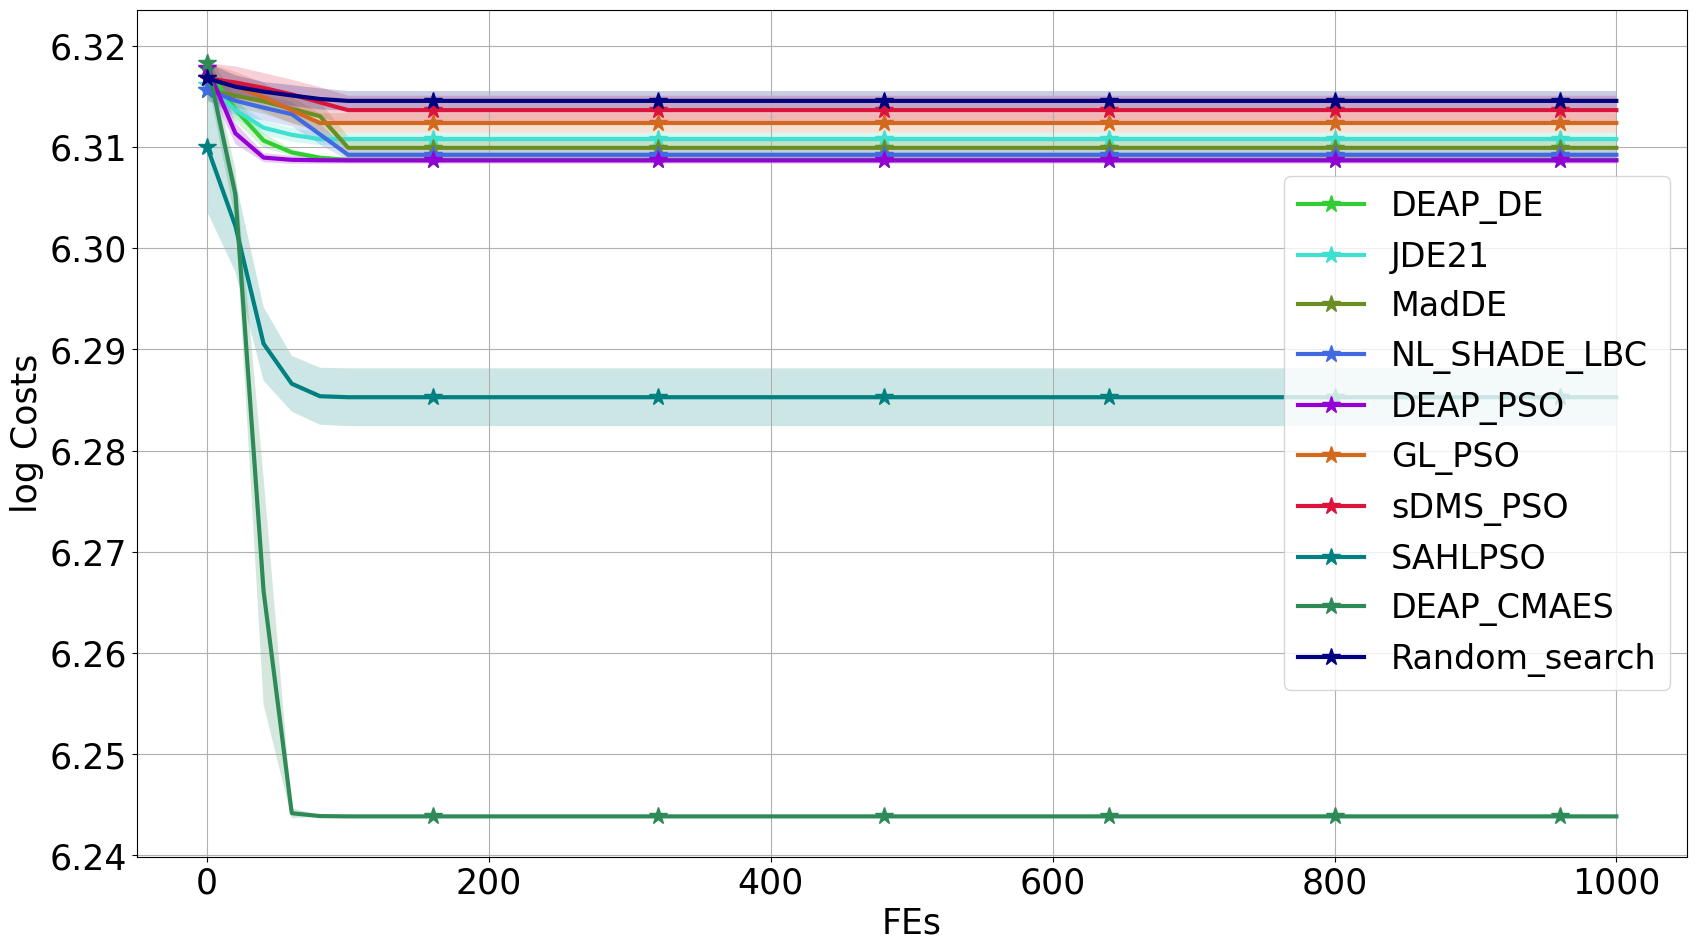 6.32
6.31
6.30
6.29
6.28
6.27
6.26
6.25
6.24
log Costs
0
200
400
600
800
1000
FEs
DEAP_DE
JDE21
MadDE
NL_SHADE_LBC
DEAP_PSO
GL_PSO
sDMS_PSO
SAHLPSO
DEAP_CMAES
Random_search